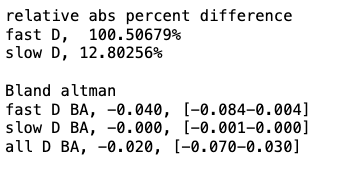 relative abs percent difference
fast D,  100.50679%
slow D, 12.80256%

Bland altman
fast D BA, -0.040, [-0.084-0.004]
slow D BA, -0.000, [-0.001-0.000]
all D BA, -0.020, [-0.070-0.030]